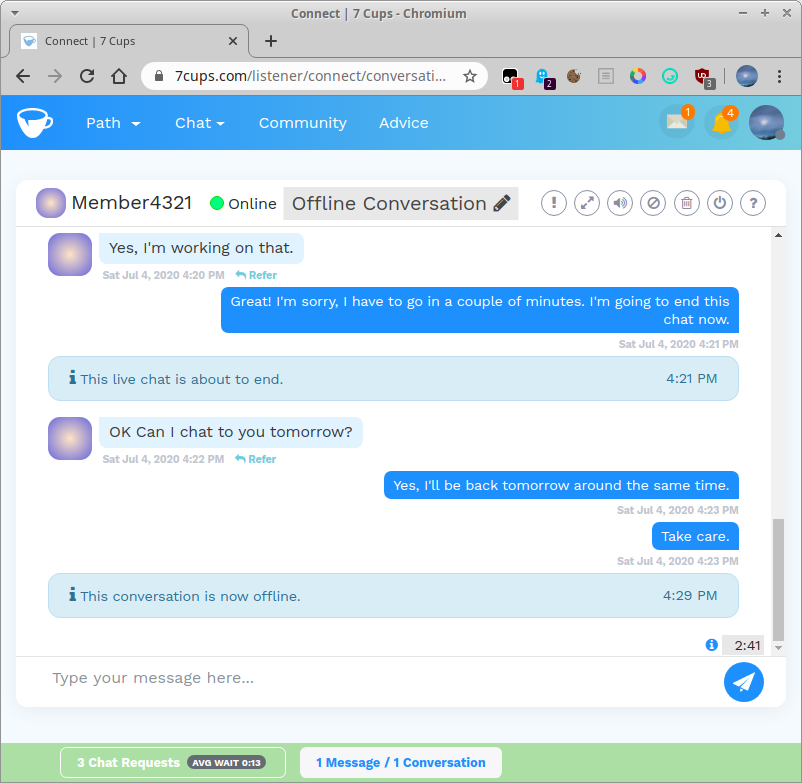 Connect | 7 Cups - Chromium
Connect | 7 Cups
7cups.com/listener/connect/conversati...
1
2
3
Path
Chat
Community
Advice
1
4
Member4321
Online
Offline Conversation
Yes, I'm working on that.
Sat Jul 4, 2020 4:20 PM Refer
Great! I'm sorry, I have to go in a couple of minutes. I'm going to end this
chat now.
Sat Jul 4, 2020 4:21 PM
This live chat is about to end. 4:21 PM
OK Can I chat to you tomorrow?
Sat Jul 4, 2020 4:22 PM Refer
Yes, I'll be back tomorrow around the same time.
Sat Jul 4, 2020 4:23 PM
Take care.
Sat Jul 4, 2020 4:23 PM
This conversation is now offline. 4:29 PM
2:41
Type your message here...
3 Chat Requests AVG WAIT 0:13
1 Message / 1 Conversation